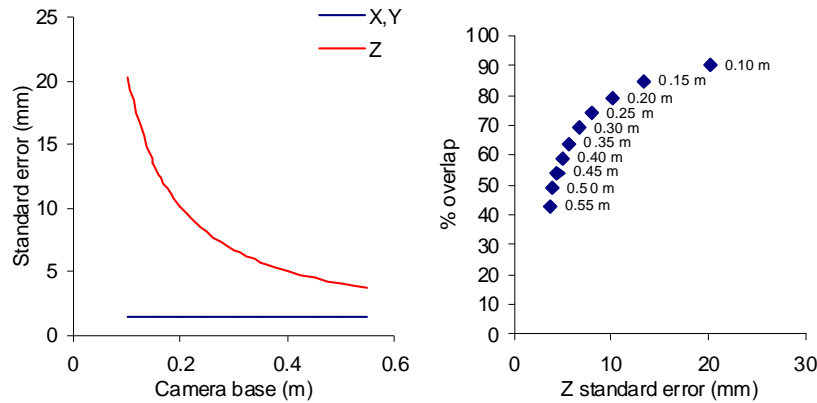 X,Y
Z
25
20
15
10
5
0
Standard error (mm)
0
0.2
0.4
0.6
Camera base (m)
100
90
80
70
60
50
40
30
20
10
0
% overlap
0.10 m
0.15 m
0.20 m
0.25 m
0.30 m
0.35 m
0.40 m
0.45 m
0.50 m
0.55 m
0
10
20
30
Z standard error (mm)